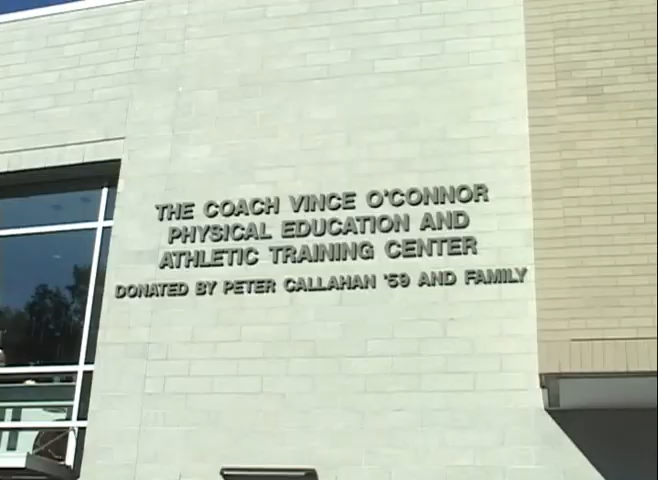 THE COACH VINCE O'CONNOR
PHYSICAL EDUCATION AND
ATHLETIC TRAINING CENTER
DONATED BY PETER CALLAHAN '59 AND FAMILY